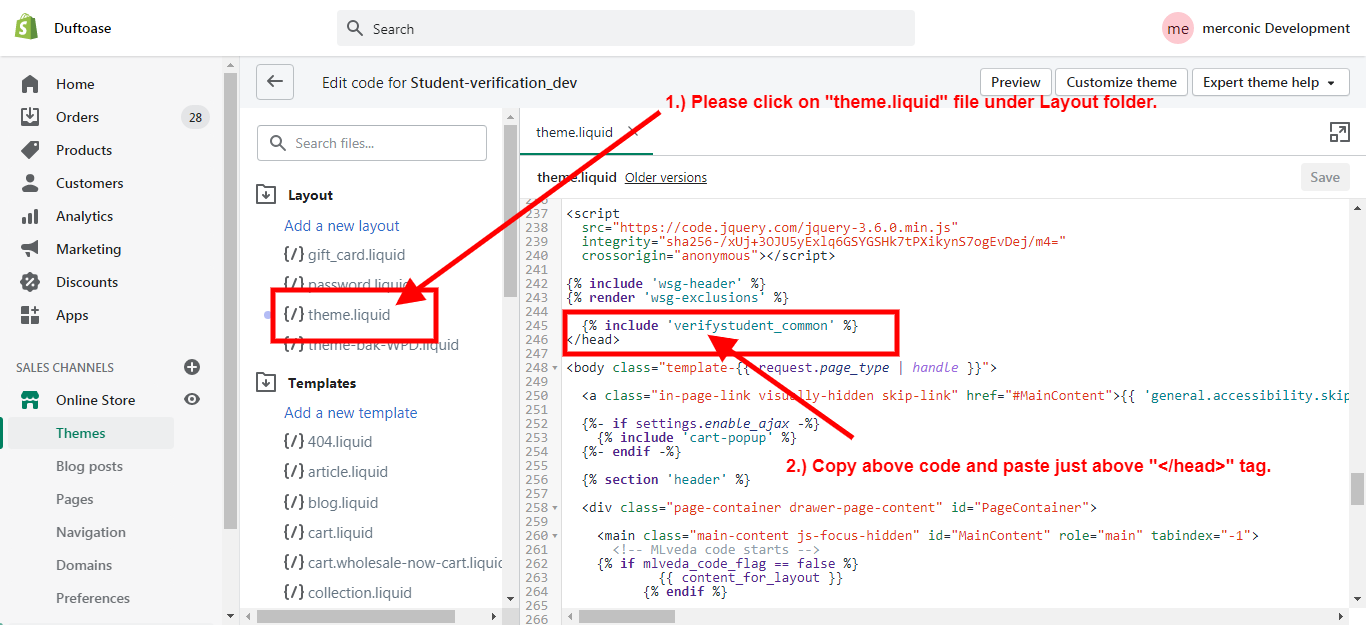 Duftoase
Search
me
merconic Development
Home
Orders
28
Products
Customers
Analytics
Marketing
Discounts
Apps
SALES CHANNELS
Online Store
Themes
Blog posts
Pages
Navigation
Domains
Preferences
Edit code for Student-verification_dev
Preview
Customize theme
Expert theme help
1.) Please click on "theme.liquid" file under Layout folder.
Search files...
Layout
Add a new layout
{/} gift_card.liquid
{/} password.liquid
{/} theme.liquid
{/} theme-bak-WPD.liquid
Templates
Add a new template
{/} 404.liquid
{/} article.liquid
{/} blog.liquid
{/} cart.liquid
{/} cart.wholesale-now-cart.liquid
{/} collection.liquid
theme.liquid ×
theme.liquid Older versions
Save
236
237 <script
238 src="https://code.jquery.com/jquery-3.6.0.min.js"
239 integrity="sha256-/xUj+3OJU5yExlq6GSYGSHk7tPXikynS7ogEvDej/m4="
240 crossorigin="anonymous"></script>
241
242 {% include 'wsg-header' %}
243 {% render 'wsg-exclusions' %}
244
245 {% include 'verifystudent_common' %}
246 </head>
247
248 <body class="template-{{ request.page_type | handle }}">
249
250 <a class="in-page-link visually-hidden skip-link" href="#MainContent">{{ 'general.accessibility.skip
251
252 {%- if settings.enable_ajax -%}
253 {% include 'cart-popup' %}
254 {%- endif -%}
255
2.) Copy above code and paste just above "</head>" tag.
256 {% section 'header' %}
257
258 <div class="page-container drawer-page-content" id="PageContainer">
259
260 <main class="main-content js-focus-hidden" id="MainContent" role="main" tabindex="-1">
261 <!-- MLveda code starts -->
262 {% if mlveda_code_flag == false %}
263 {{ content_for_layout }}
264 {% endif %}
265
266